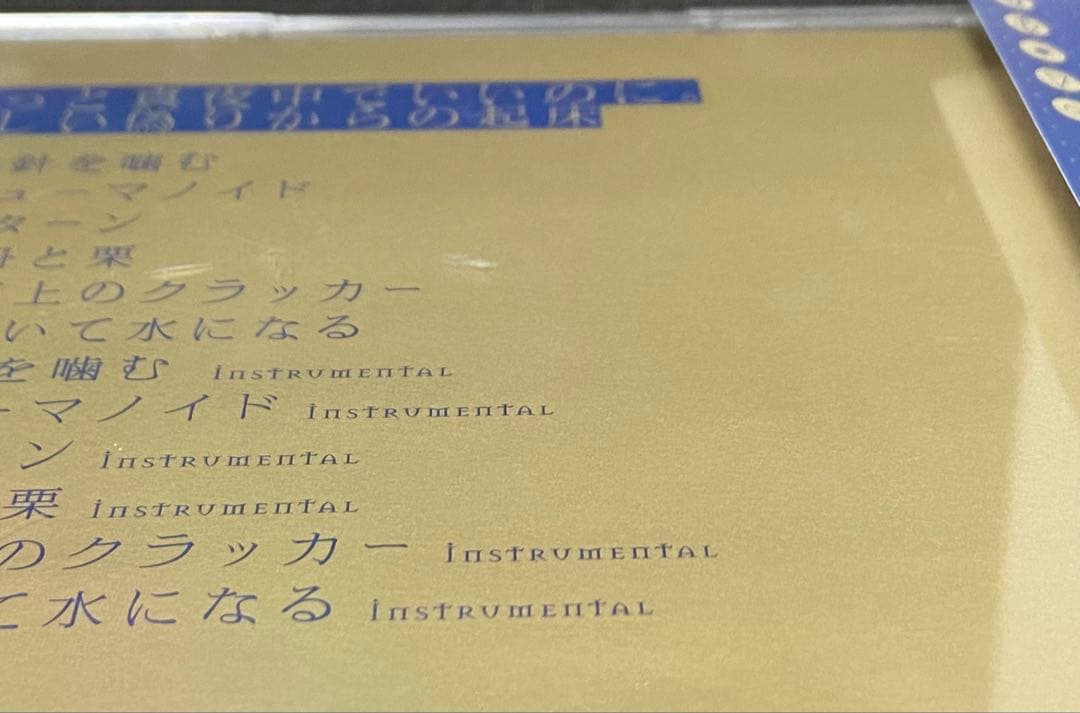 と真夜中でいいのに。
しい偽りからの起床
針を噛む
ューマノイド
ターン
と栗
上のクラッカー
いて水になる
を噛む instrumental
ーマノイド instrumental
ン instrumental
栗 instrumental
のクラッカー instrumental
て水になる instrumental